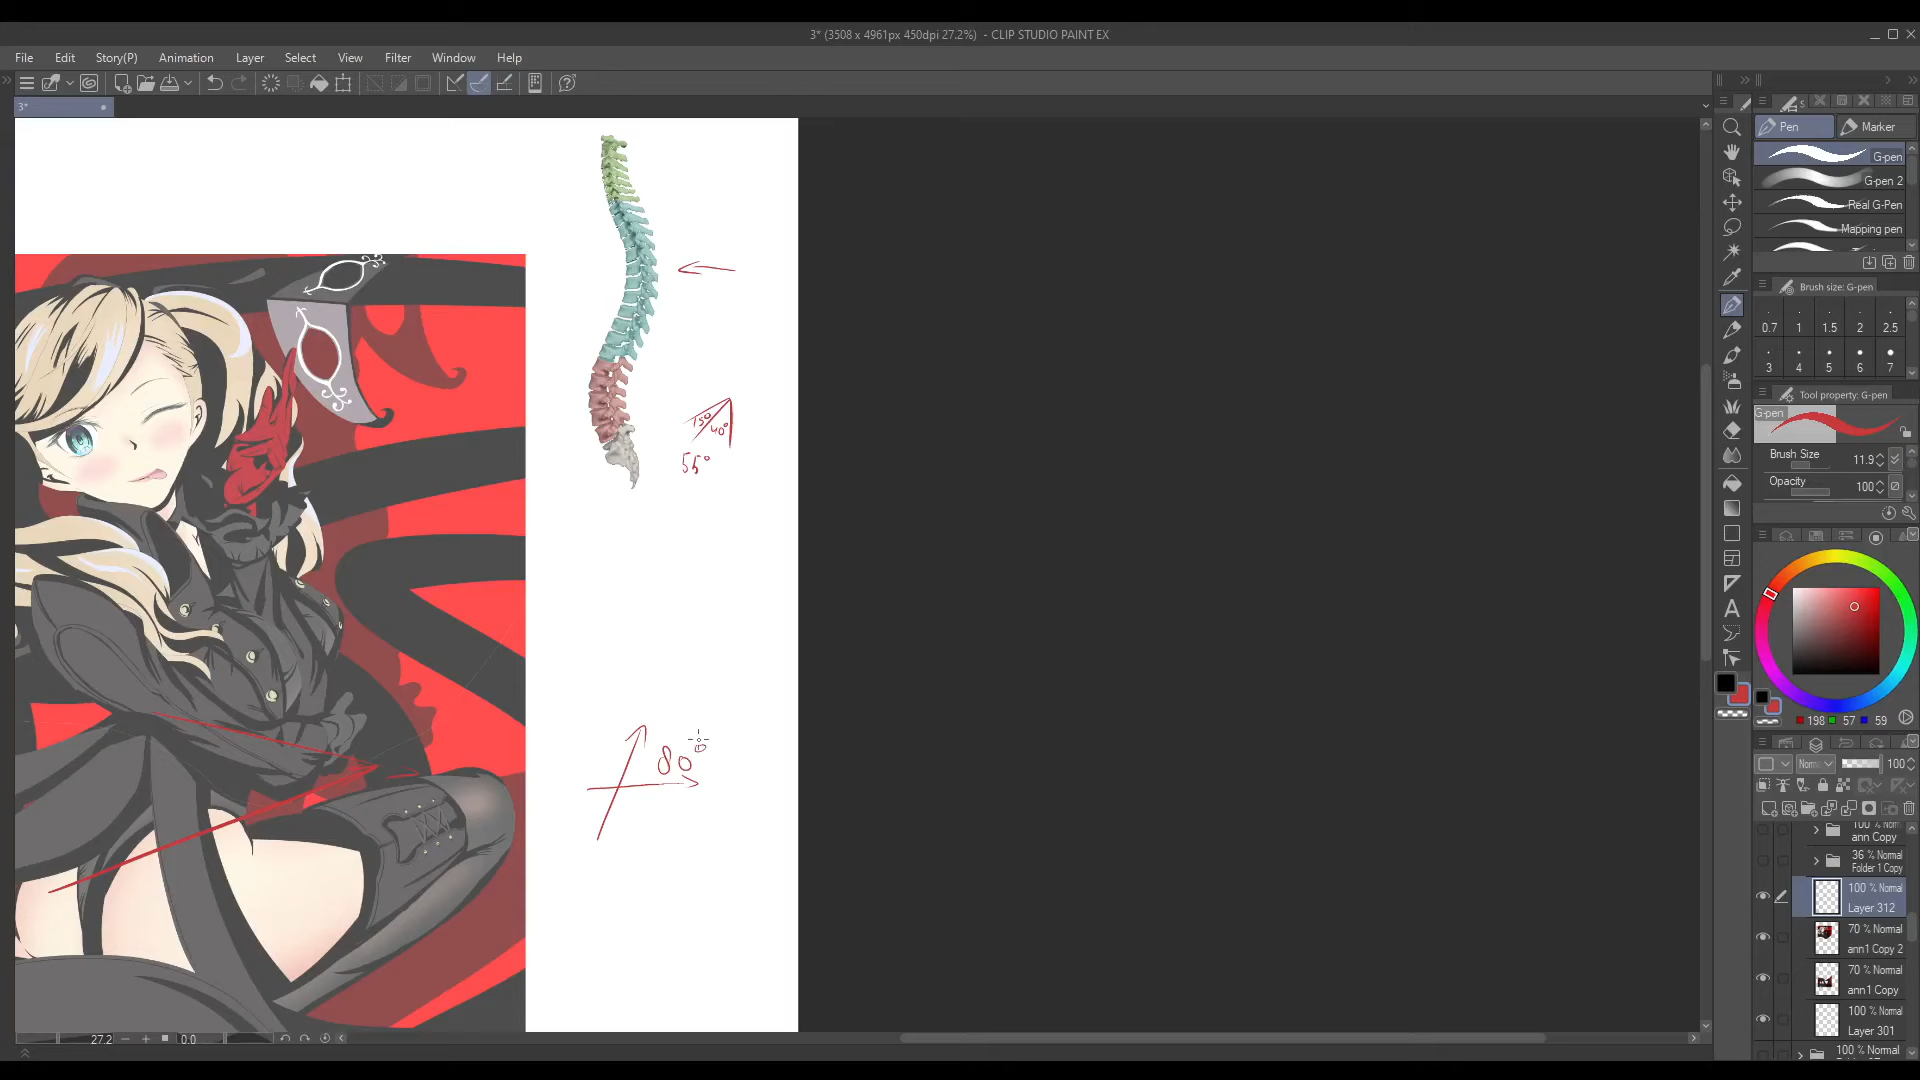 3* (3508 x 4961px 450dpi 27.2%) - CLIP STUDIO PAINT EX
File Edit Story(P) Animation Layer Select View Filter Window Help
3*
Pen Marker
G-pen
G-pen 2
Real G-Pen
Mapping pen
Brush size: G-pen
0.7 1 1.5 2 2.5
3 4 5 6 7
Tool property: G-pen
G-pen
Brush Size 11.9
Opacity 100
15° 40°
55°
80°
198 57 59
Normal 100
ann Copy
36 % Normal
Folder 1 Copy
100 % Normal
Layer 312
70 % Normal
ann1 Copy 2
70 % Normal
ann1 Copy
100 % Normal
Layer 301
100 % Normal
27.2 0.0